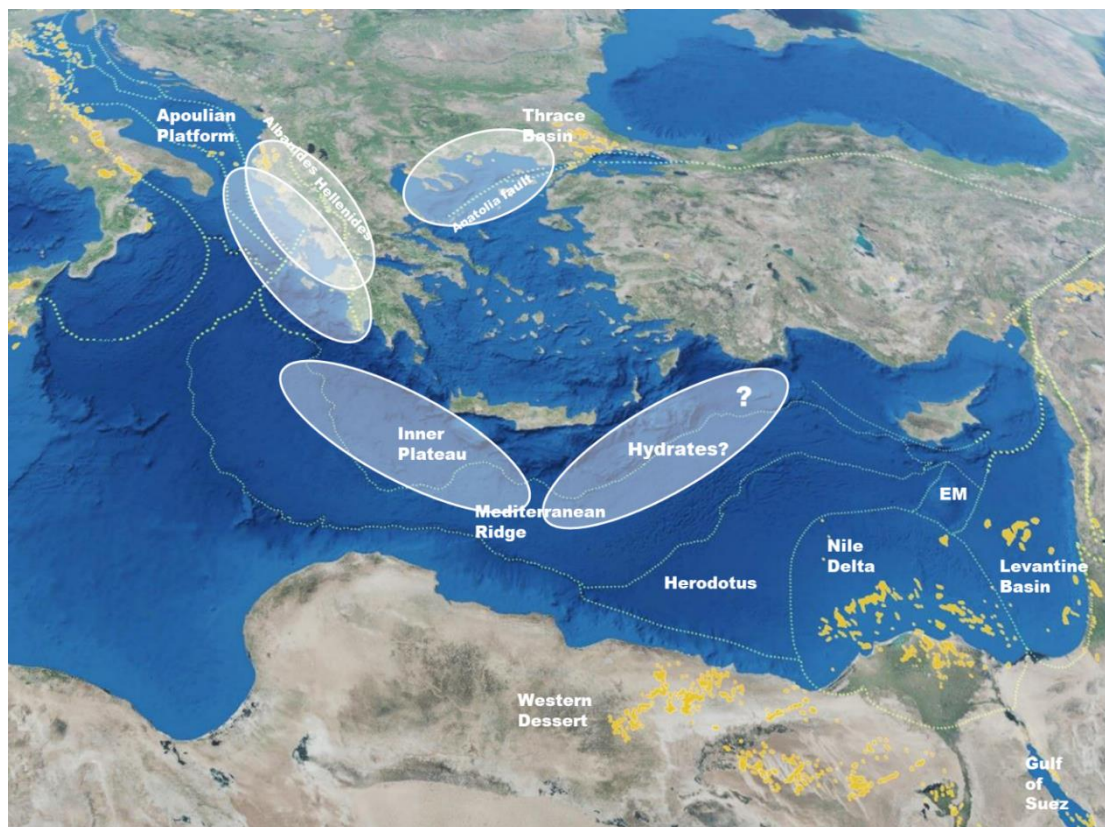 Apoulian
Platform
Albanides Hellenides
Thrace
Basin
Anatolia fault
?
Inner
Plateau
Hydrates?
Mediterranean
Ridge
EM
Nile
Delta
Levantine
Basin
Herodotus
Western
Dessert
Gulf
of
Suez